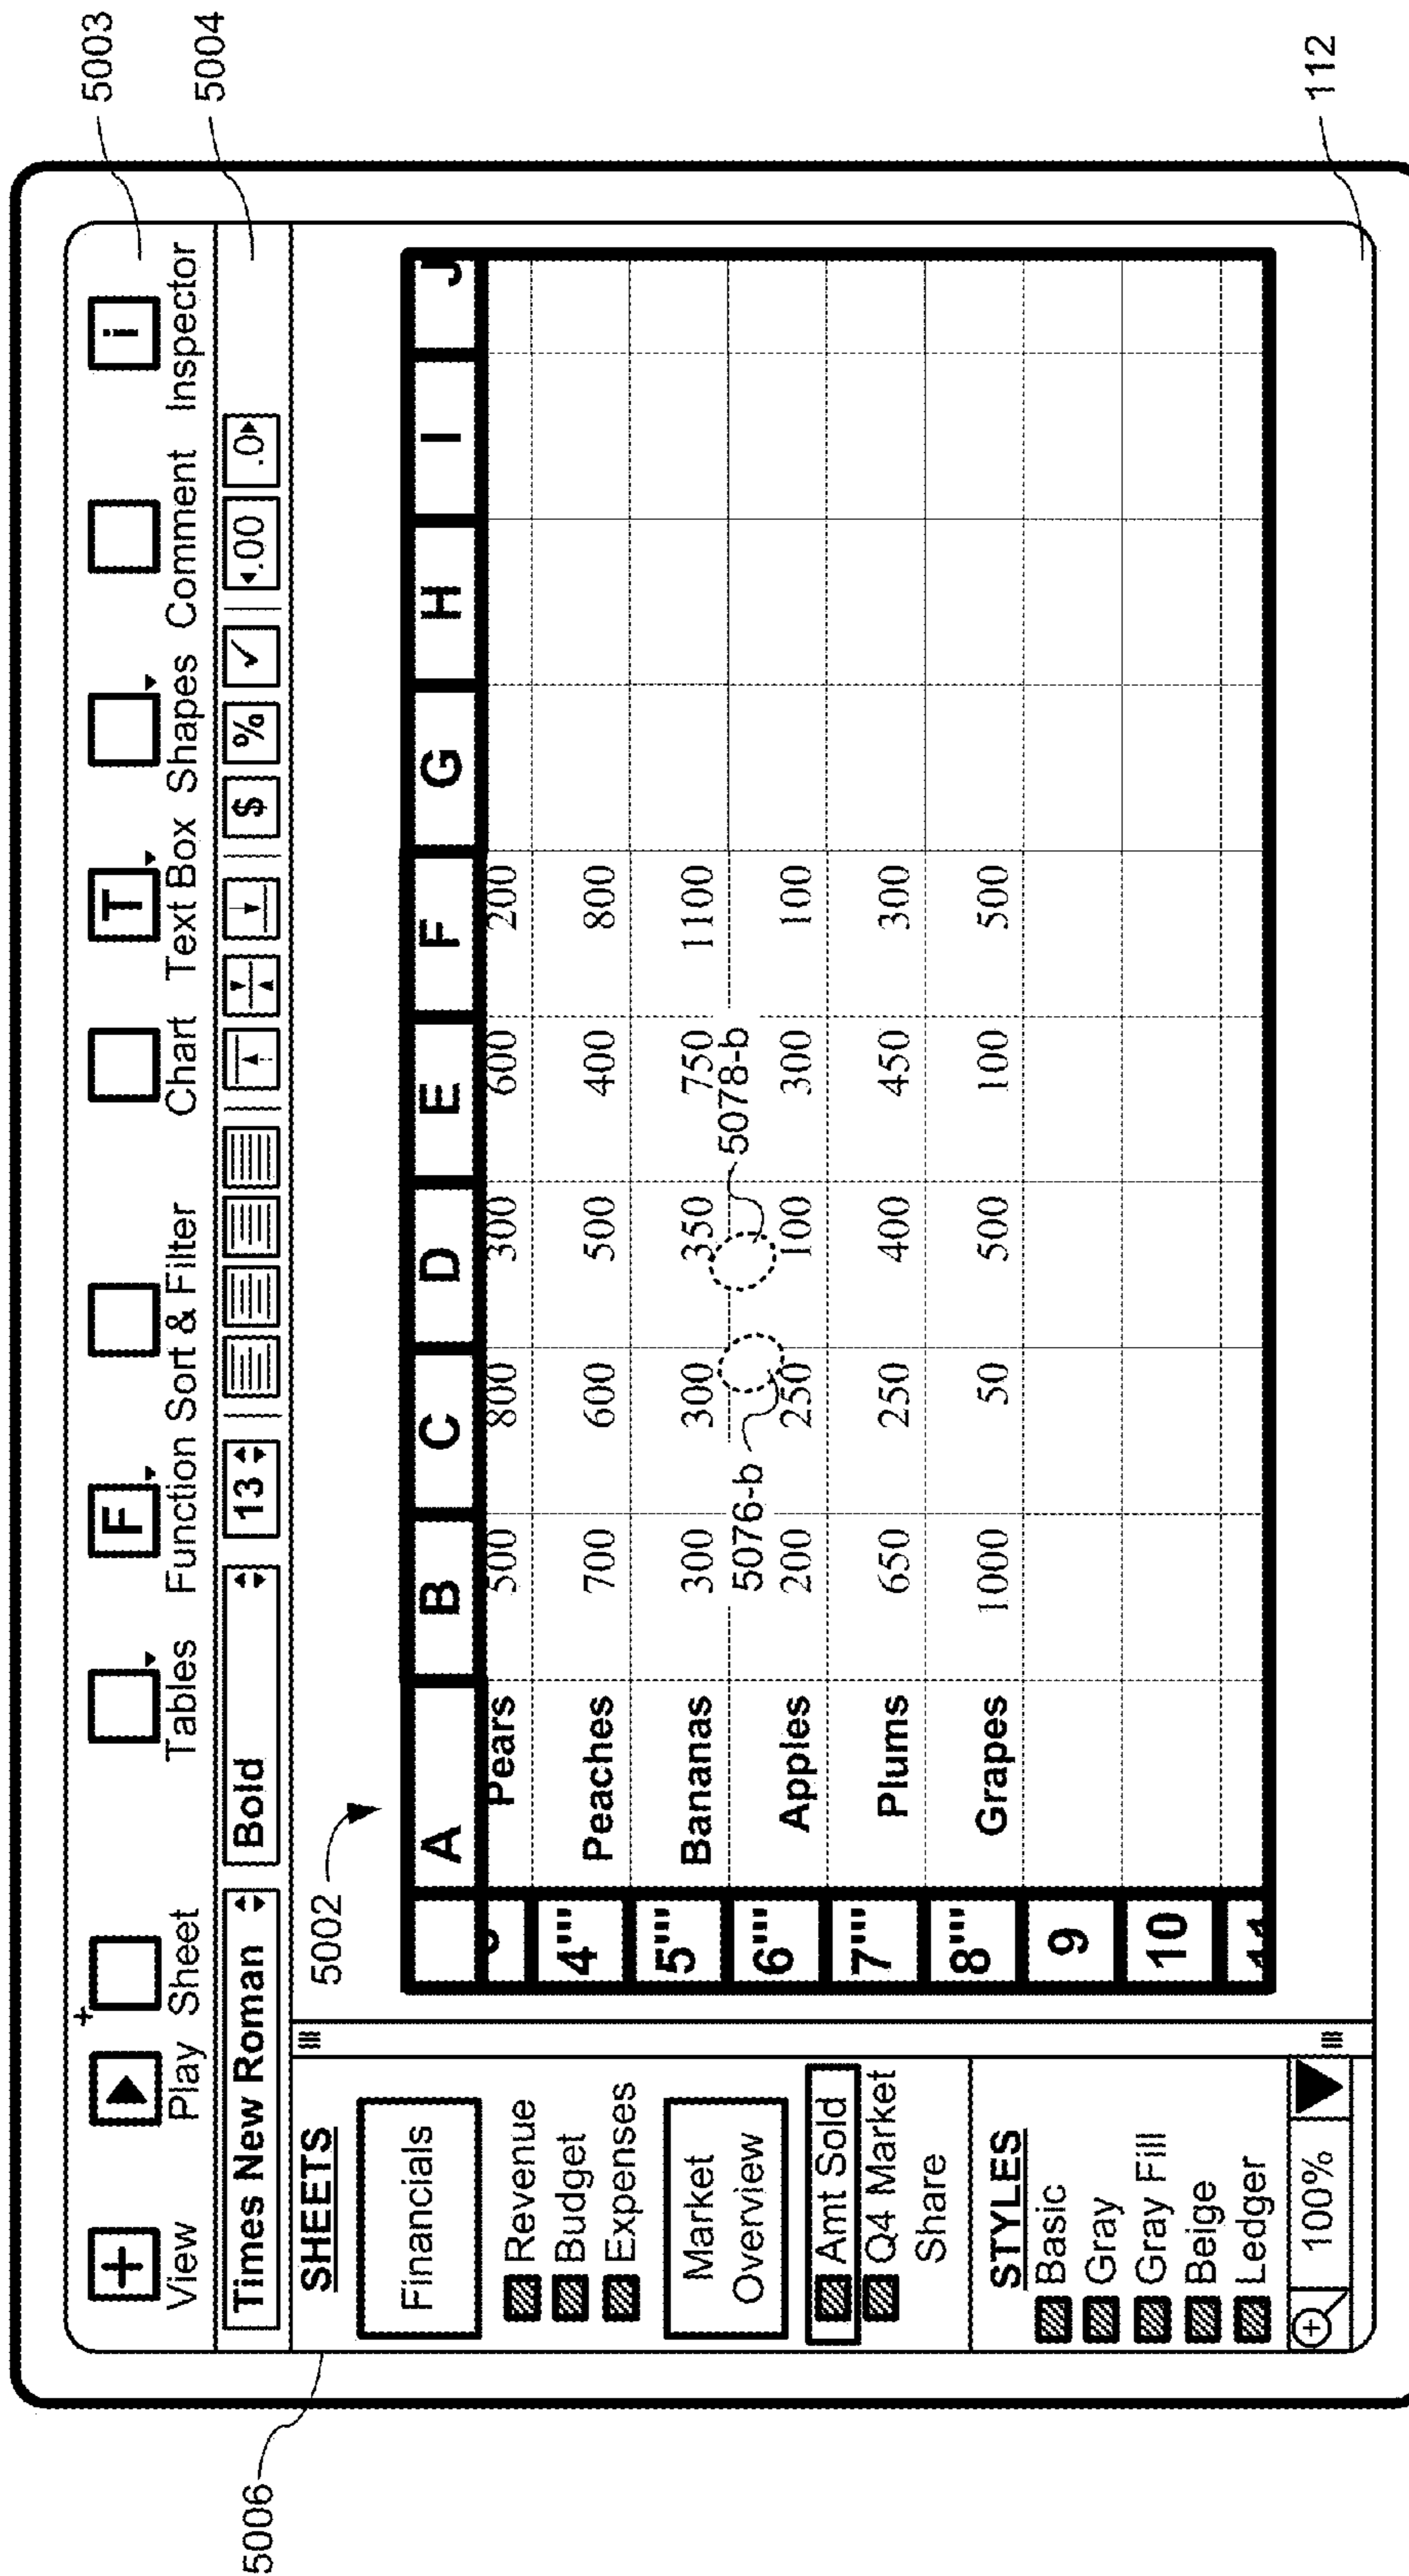 5003
5004
View Play Sheet Tables F Function Sort & Filter Chart T Text Box Shapes Comment i Inspector
Times New Roman Bold 13 $ % ✓ .00 .0
5006
SHEETS
Financials
Revenue
Budget
Expenses
Market
Overview
Amt Sold
Q4 Market
Share
STYLES
Basic
Gray
Gray Fill
Beige
Ledger
100%
5002
A B C D E F G H I J
Pears 500 800 300 600 200
4''' Peaches 700 600 500 400 800
5''' Bananas 300 300 350 750 1100
5076-b 5078-b
6''' Apples 200 250 100 300 100
7''' Plums 650 250 400 450 300
8''' Grapes 1000 50 500 100 500
9
10
112